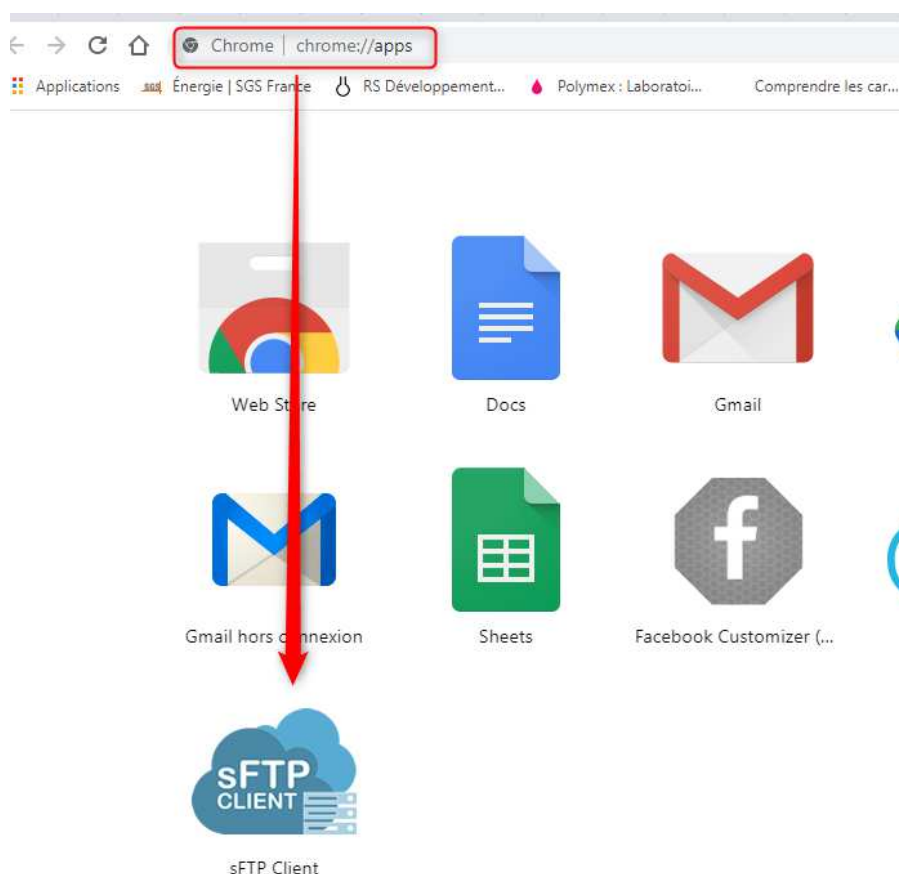 Chrome | chrome://apps
Applications Énergie | SGS France RS Développement... Polymex : Laboratoi... Comprendre les car...
Web Store Docs Gmail
Gmail hors connexion Sheets Facebook Customizer (...
sFTP
CLIENT
sFTP Client